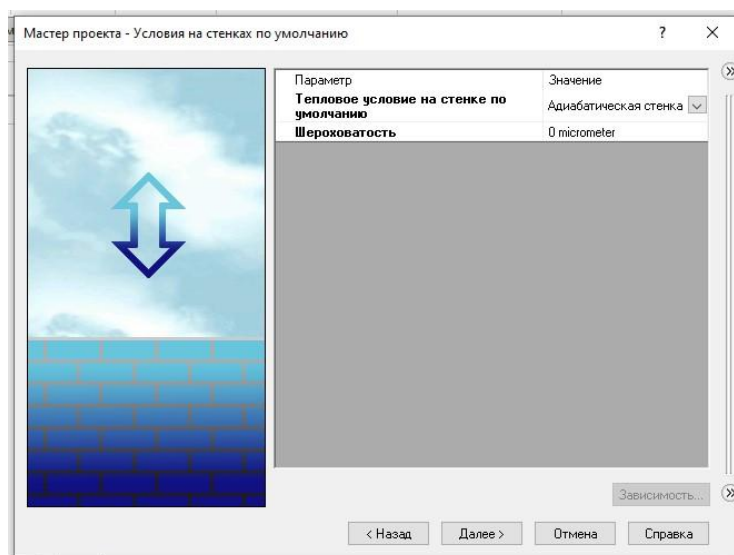 Мастер проекта - Условия на стенках по умолчанию
?
Параметр Значение
Тепловое условие на стенке по Адиабатическая стенка
умолчанию
Шероховатость 0 micrometer
Зависимость...
< Назад Далее > Отмена Справка